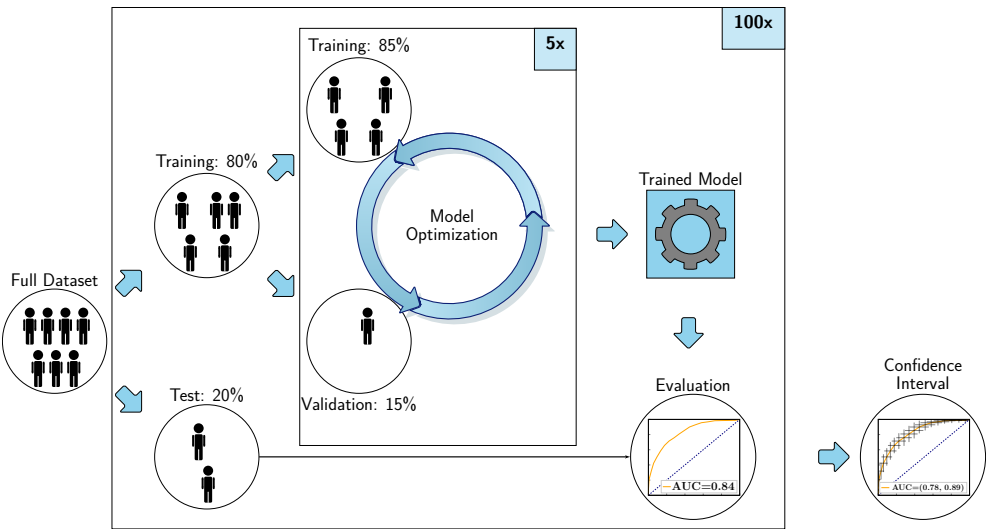 100x
5x
Training: 85%
Training: 80%
Model
Optimization
Trained Model
Full Dataset
Validation: 15%
Test: 20%
Evaluation
AUC=0.84
Confidence
Interval
AUC=(0.78, 0.89)